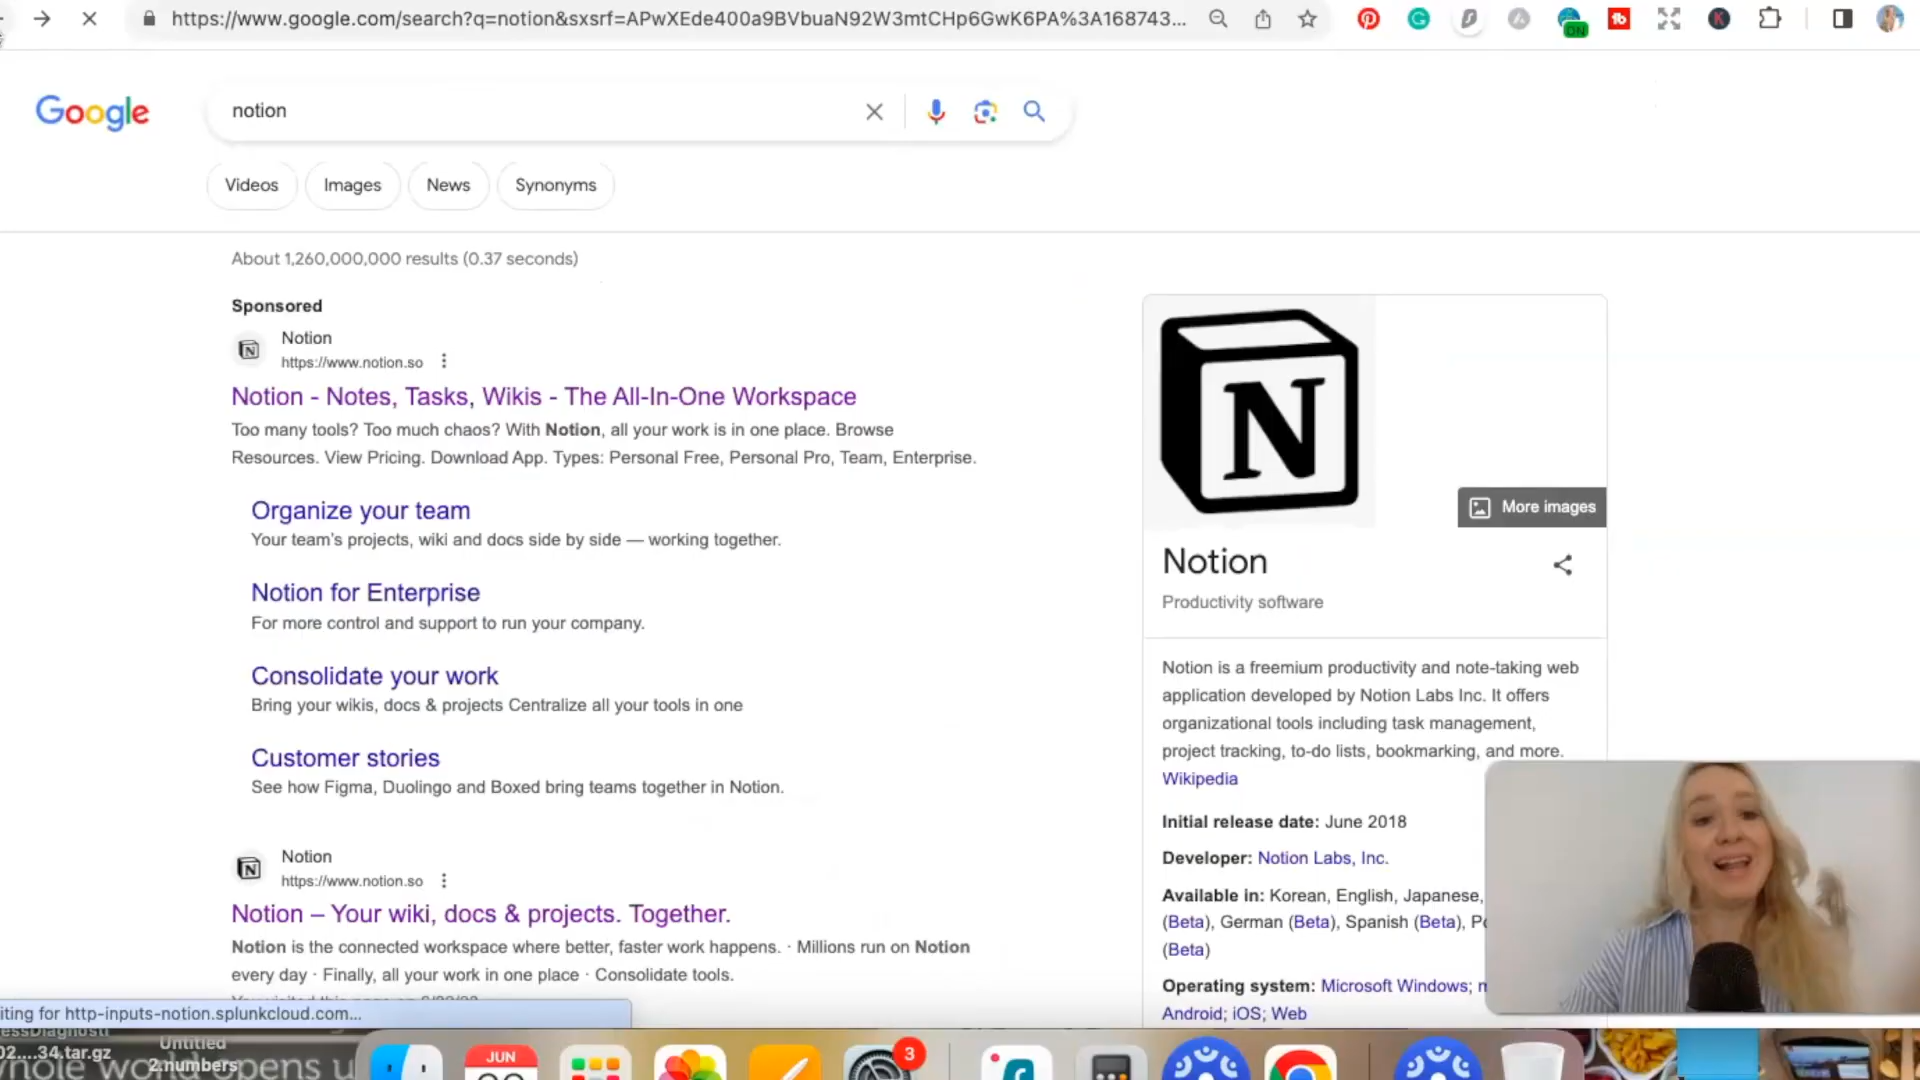 https://www.google.com/search?q=notion&sxsrf=APwXEde400a9BVbuaN92W3mtCHp6GwK6PA%3A168743...
ON
Google
notion
Videos
Images
News
Synonyms
About 1,260,000,000 results (0.37 seconds)
Sponsored
Notion
https://www.notion.so
Notion - Notes, Tasks, Wikis - The All-In-One Workspace
Too many tools? Too much chaos? With Notion, all your work is in one place. Browse
Resources. View Pricing. Download App. Types: Personal Free, Personal Pro, Team, Enterprise.
Organize your team
Your team's projects, wiki and docs side by side — working together.
Notion for Enterprise
For more control and support to run your company.
Consolidate your work
Bring your wikis, docs & projects Centralize all your tools in one
Customer stories
See how Figma, Duolingo and Boxed bring teams together in Notion.
Notion
https://www.notion.so
Notion – Your wiki, docs & projects. Together.
Notion is the connected workspace where better, faster work happens. · Millions run on Notion
every day · Finally, all your work in one place · Consolidate tools.
N
More images
Notion
Productivity software
Notion is a freemium productivity and note-taking web
application developed by Notion Labs Inc. It offers
organizational tools including task management,
project tracking, to-do lists, bookmarking, and more.
Wikipedia
Initial release date: June 2018
Developer: Notion Labs, Inc.
Available in: Korean, English, Japanese,
(Beta), German (Beta), Spanish (Beta),
(Beta)
Operating system: Microsoft Windows;
Android; iOS; Web
iting for http-inputs-notion.splunkcloud.com...
02....34.tar.gz
Untitled
2.numbers
whole world opens u
JUN
3